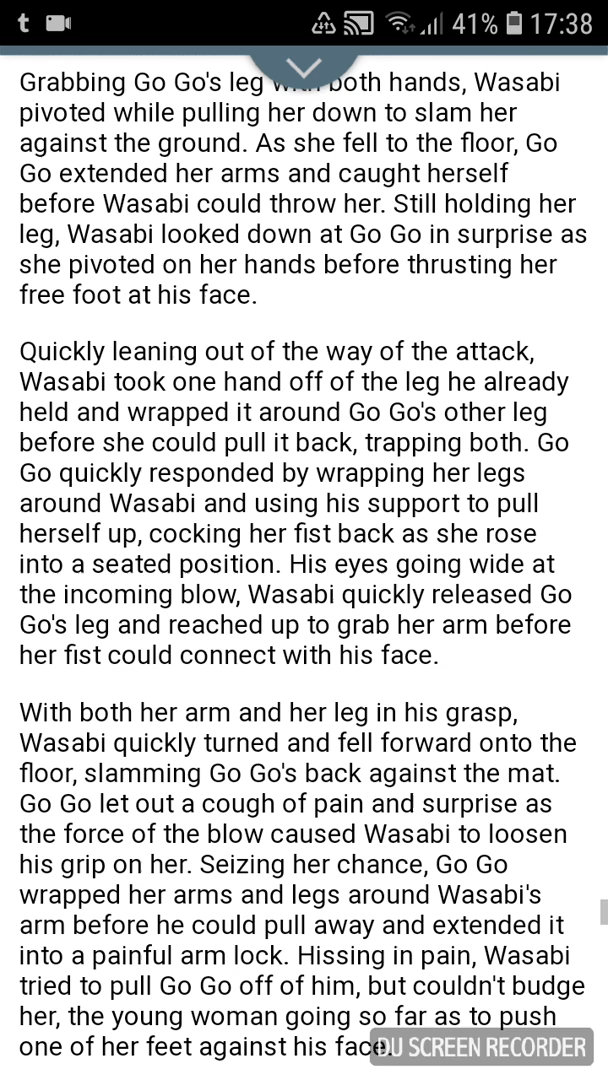 t 41% 17:38
Grabbing Go Go's leg with both hands, Wasabi
pivoted while pulling her down to slam her
against the ground. As she fell to the floor, Go
Go extended her arms and caught herself
before Wasabi could throw her. Still holding her
leg, Wasabi looked down at Go Go in surprise as
she pivoted on her hands before thrusting her
free foot at his face.
Quickly leaning out of the way of the attack,
Wasabi took one hand off of the leg he already
held and wrapped it around Go Go's other leg
before she could pull it back, trapping both. Go
Go quickly responded by wrapping her legs
around Wasabi and using his support to pull
herself up, cocking her fist back as she rose
into a seated position. His eyes going wide at
the incoming blow, Wasabi quickly released Go
Go's leg and reached up to grab her arm before
her fist could connect with his face.
With both her arm and her leg in his grasp,
Wasabi quickly turned and fell forward onto the
floor, slamming Go Go's back against the mat.
Go Go let out a cough of pain and surprise as
the force of the blow caused Wasabi to loosen
his grip on her. Seizing her chance, Go Go
wrapped her arms and legs around Wasabi's
arm before he could pull away and extended it
into a painful arm lock. Hissing in pain, Wasabi
tried to pull Go Go off of him, but couldn't budge
her, the young woman going so far as to push
one of her feet against his face.
DU SCREEN RECORDER